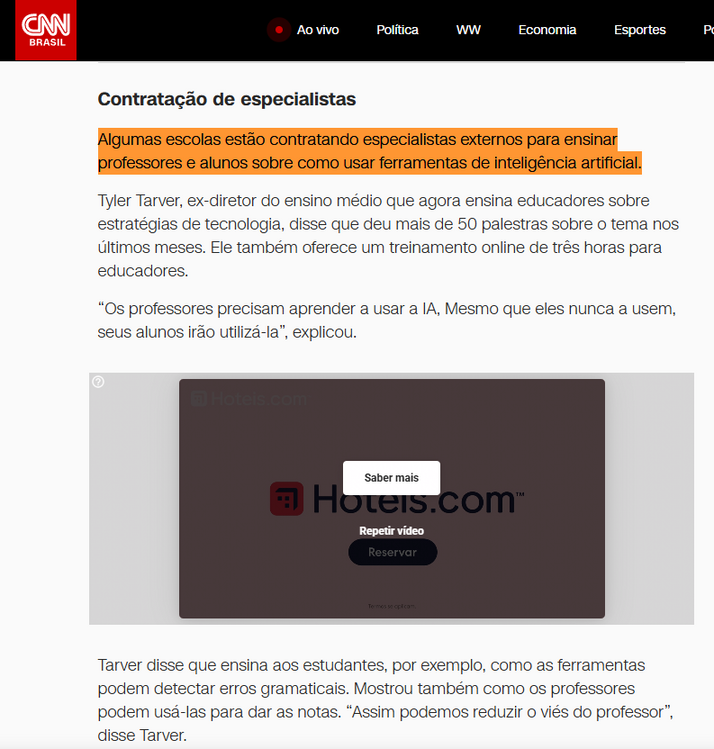 CNN
BRASIL
Ao vivo Política WW Economia Esportes
Contratação de especialistas
Algumas escolas estão contratando especialistas externos para ensinar
professores e alunos sobre como usar ferramentas de inteligência artificial.
Tyler Tarver, ex-diretor do ensino médio que agora ensina educadores sobre
estratégias de tecnologia, disse que deu mais de 50 palestras sobre o tema nos
últimos meses. Ele também oferece um treinamento online de três horas para
educadores.
“Os professores precisam aprender a usar a IA, Mesmo que eles nunca a usem,
seus alunos irão utilizá-la”, explicou.
Hotels.com
Saber mais
Hotels.com™
Repetir vídeo
Reservar
Tarver disse que ensina aos estudantes, por exemplo, como as ferramentas
podem detectar erros gramaticais. Mostrou também como os professores
podem usá-las para dar as notas. “Assim podemos reduzir o viés do professor”,
disse Tarver.